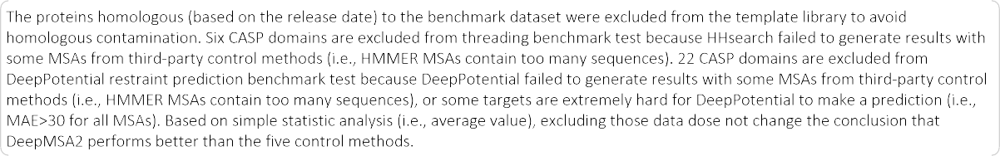 The proteins homologous (based on the release date) to the benchmark dataset were excluded from the template library to avoid
homologous contamination. Six CASP domains are excluded from threading benchmark test because HHsearch failed to generate results with
some MSAs from third-party control methods (i.e., HMMER MSAs contain too many sequences). 22 CASP domains are excluded from
DeepPotential restraint prediction benchmark test because DeepPotential failed to generate results with some MSAs from third-party control
methods (i.e., HMMER MSAs contain too many sequences), or some targets are extremely hard for DeepPotential to make a prediction (i.e.,
MAE>30 for all MSAs). Based on simple statistic analysis (i.e., average value), excluding those data dose not change the conclusion that
DeepMSA2 performs better than the five control methods.